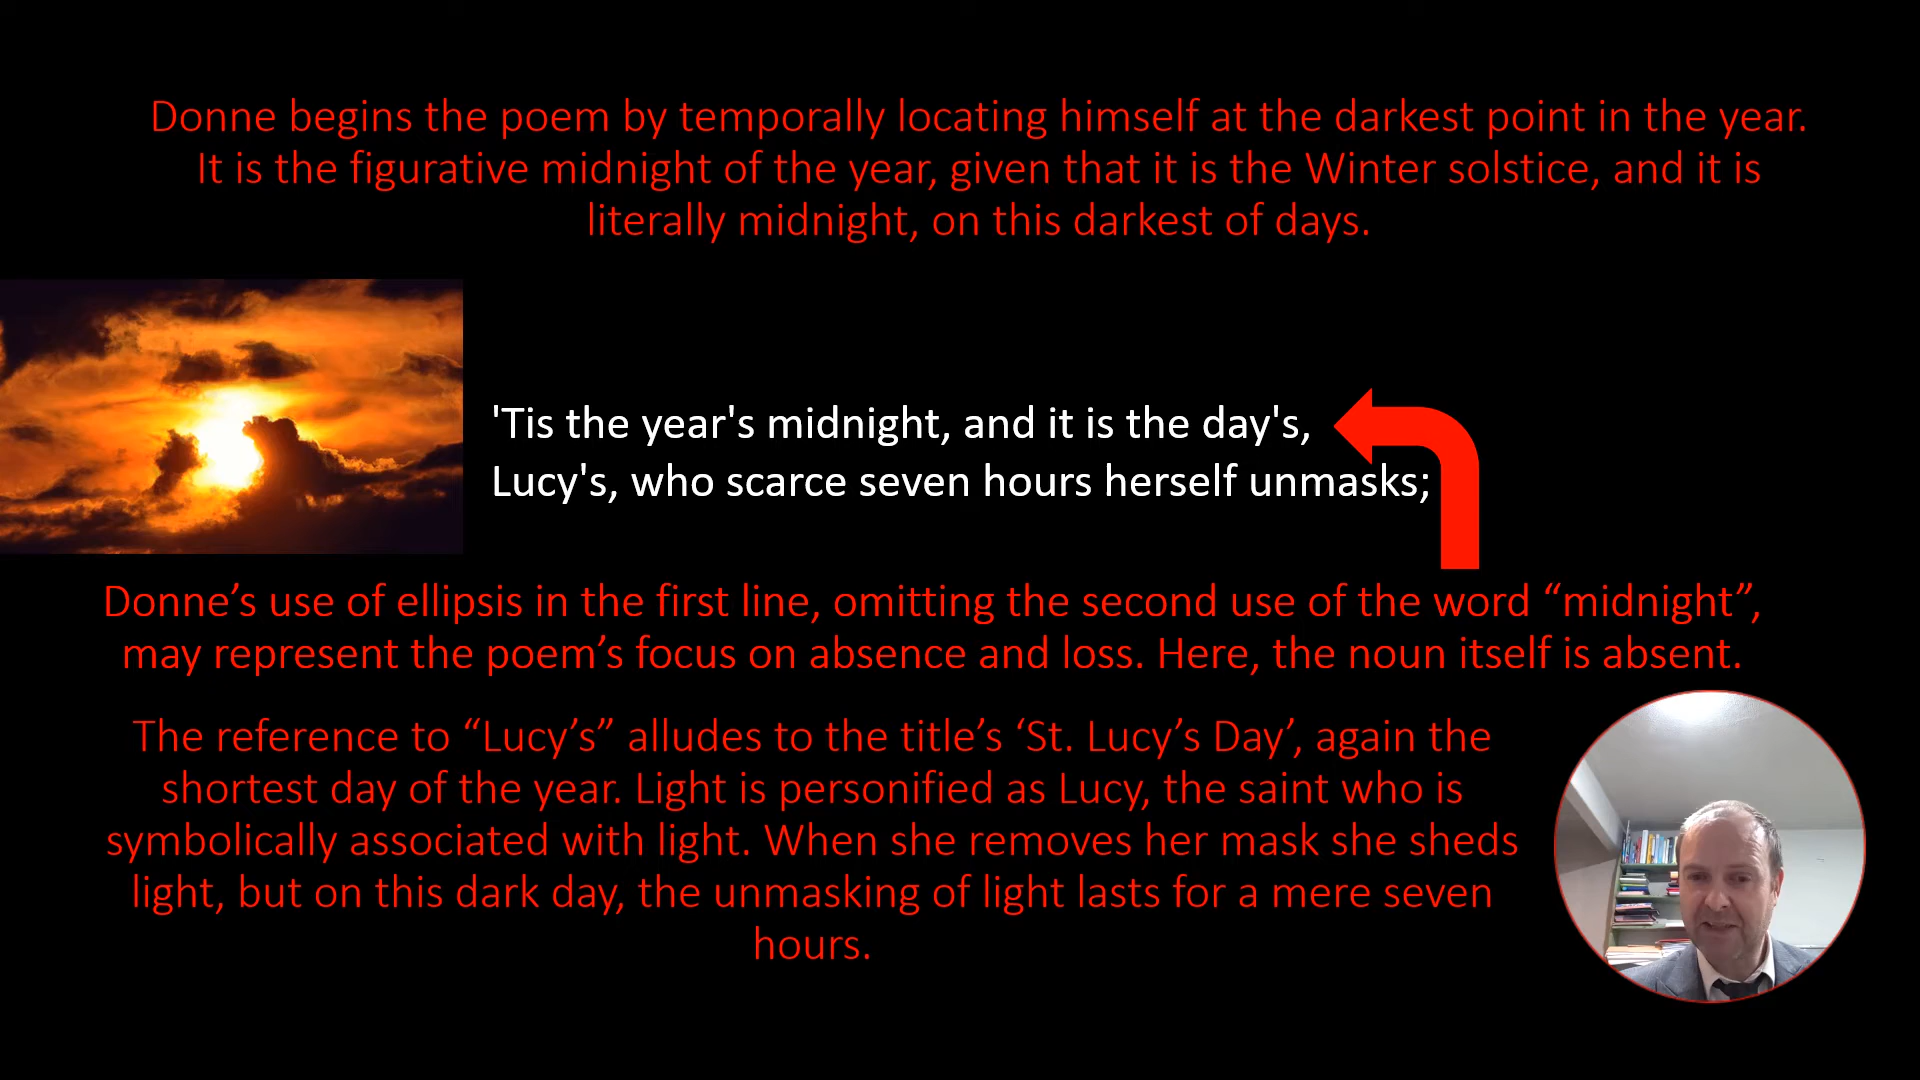 Donne begins the poem by temporally locating himself at the darkest point in the year.
It is the figurative midnight of the year, given that it is the Winter solstice, and it is
literally midnight, on this darkest of days.
'Tis the year's midnight, and it is the day's,
Lucy's, who scarce seven hours herself unmasks;
Donne’s use of ellipsis in the first line, omitting the second use of the word “midnight”,
may represent the poem’s focus on absence and loss. Here, the noun itself is absent.
The reference to “Lucy’s” alludes to the title’s ‘St. Lucy’s Day’, again the
shortest day of the year. Light is personified as Lucy, the saint who is
symbolically associated with light. When she removes her mask she sheds
light, but on this dark day, the unmasking of light lasts for a mere seven
hours.